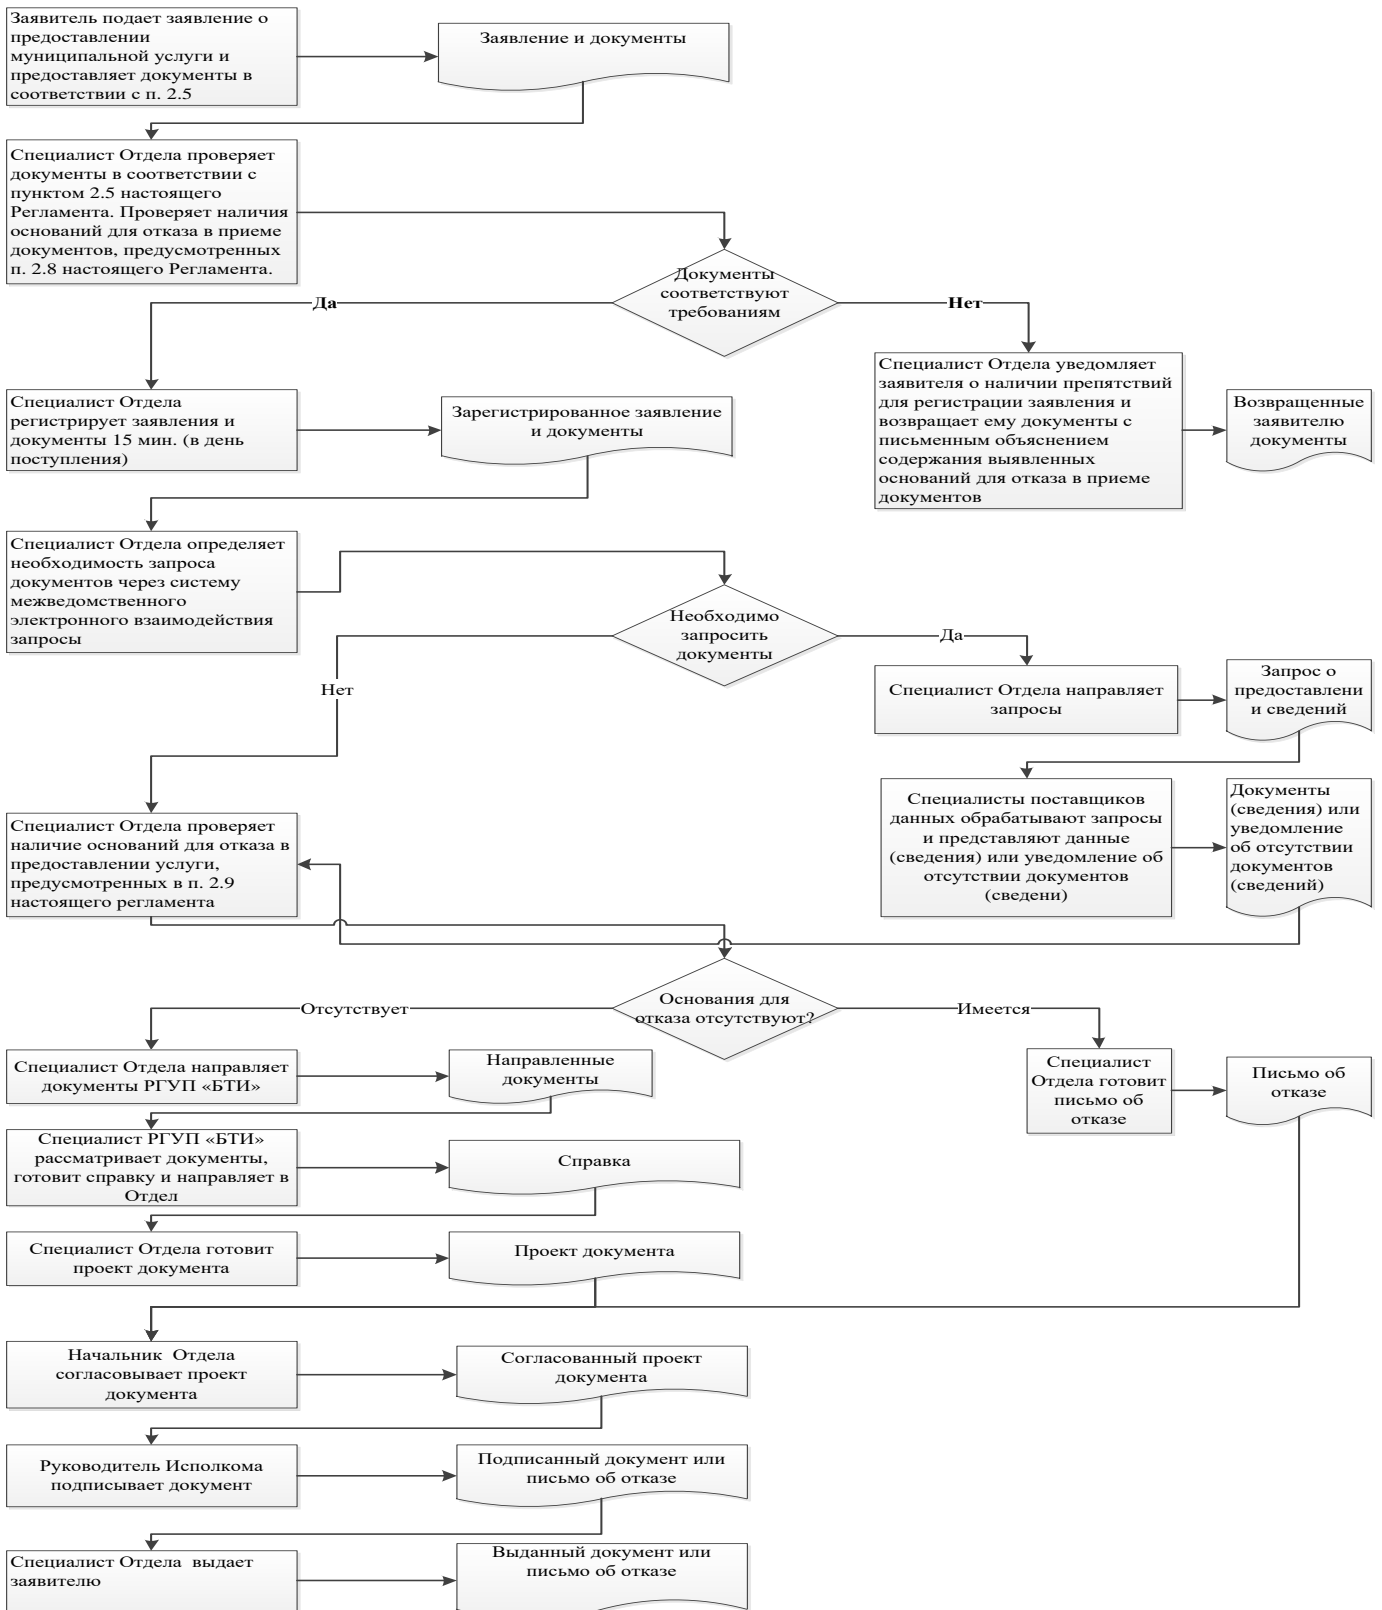 Заявитель подает заявление о
предоставлении
муниципальной услуги и
предоставляет документы в
соответствии с п. 2.5
Заявление и документы
Специалист Отдела проверяет
документы в соответствии с
пунктом 2.5 настоящего
Регламента. Проверяет наличия
оснований для отказа в приеме
документов, предусмотренных
п. 2.8 настоящего Регламента.
Документы
соответствуют
требованиям
Да
Нет
Специалист Отдела
регистрирует заявления и
документы 15 мин. (в день
поступления)
Зарегистрированное заявление
и документы
Специалист Отдела уведомляет
заявителя о наличии препятствий
для регистрации заявления и
возвращает ему документы с
письменным объяснением
содержания выявленных
оснований для отказа в приеме
документов
Возвращенные
заявителю
документы
Специалист Отдела определяет
необходимость запроса
документов через систему
межведомственного
электронного взаимодействия
запросы
Необходимо
запросить
документы
Да
Нет
Специалист Отдела направляет
запросы
Запрос о
предоставлени
и сведений
Специалисты поставщиков
данных обрабатывают запросы
и представляют данные
(сведения) или уведомление об
отсутствии документов
(сведени)
Документы
(сведения) или
уведомление
об отсутствии
документов
(сведений)
Специалист Отдела проверяет
наличие оснований для отказа в
предоставлении услуги,
предусмотренных в п. 2.9
настоящего регламента
Основания для
отказа отсутствуют?
Отсутствует
Имеется
Специалист Отдела направляет
документы РГУП «БТИ»
Направленные
документы
Специалист
Отдела готовит
письмо об
отказе
Письмо об
отказе
Специалист РГУП «БТИ»
рассматривает документы,
готовит справку и направляет в
Отдел
Справка
Специалист Отдела готовит
проект документа
Проект документа
Начальник  Отдела
согласовывает проект
документа
Согласованный проект
документа
Руководитель Исполкома
подписывает документ
Подписанный документ или
письмо об отказе
Специалист Отдела  выдает
заявителю
Выданный документ или
письмо об отказе